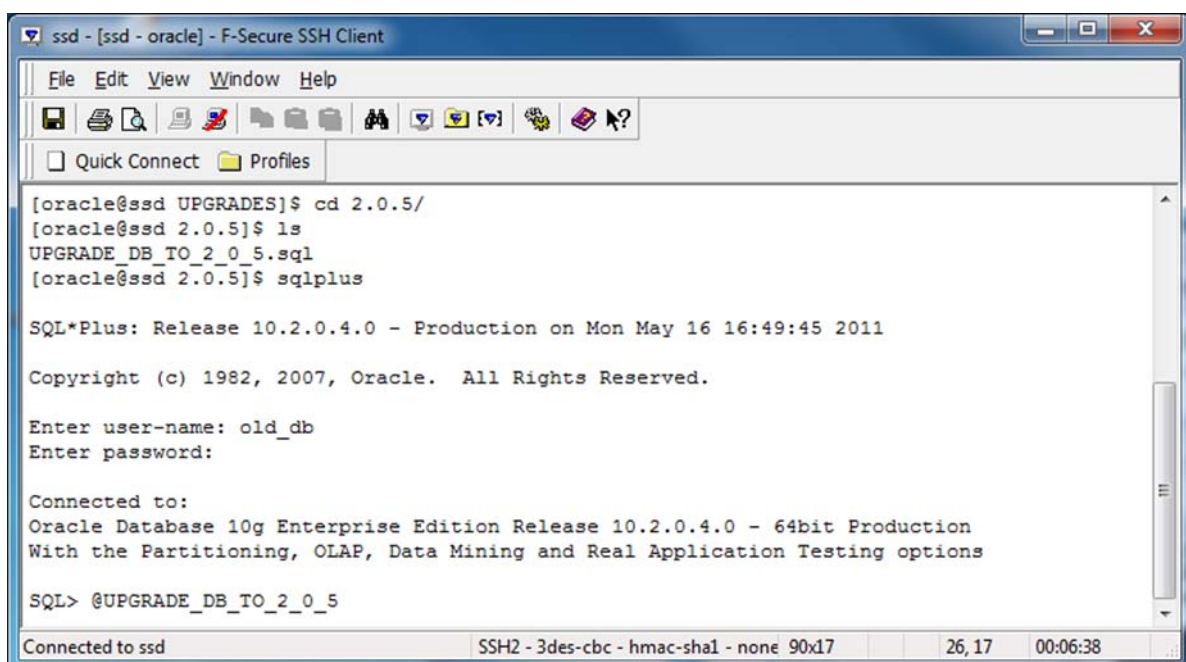 ssd - [ssd - oracle] - F-Secure SSH Client
File Edit View Window Help
Quick Connect Profiles
[oracle@ssd UPGRADES]$ cd 2.0.5/
[oracle@ssd 2.0.5]$ ls
UPGRADE_DB_TO_2_0_5.sql
[oracle@ssd 2.0.5]$ sqlplus
SQL*Plus: Release 10.2.0.4.0 - Production on Mon May 16 16:49:45 2011
Copyright (c) 1982, 2007, Oracle.  All Rights Reserved.
Enter user-name: old_db
Enter password:
Connected to:
Oracle Database 10g Enterprise Edition Release 10.2.0.4.0 - 64bit Production
With the Partitioning, OLAP, Data Mining and Real Application Testing options
SQL> @UPGRADE_DB_TO_2_0_5
Connected to ssd SSH2 - 3des-cbc - hmac-sha1 - none 90x17 26, 17 00:06:38